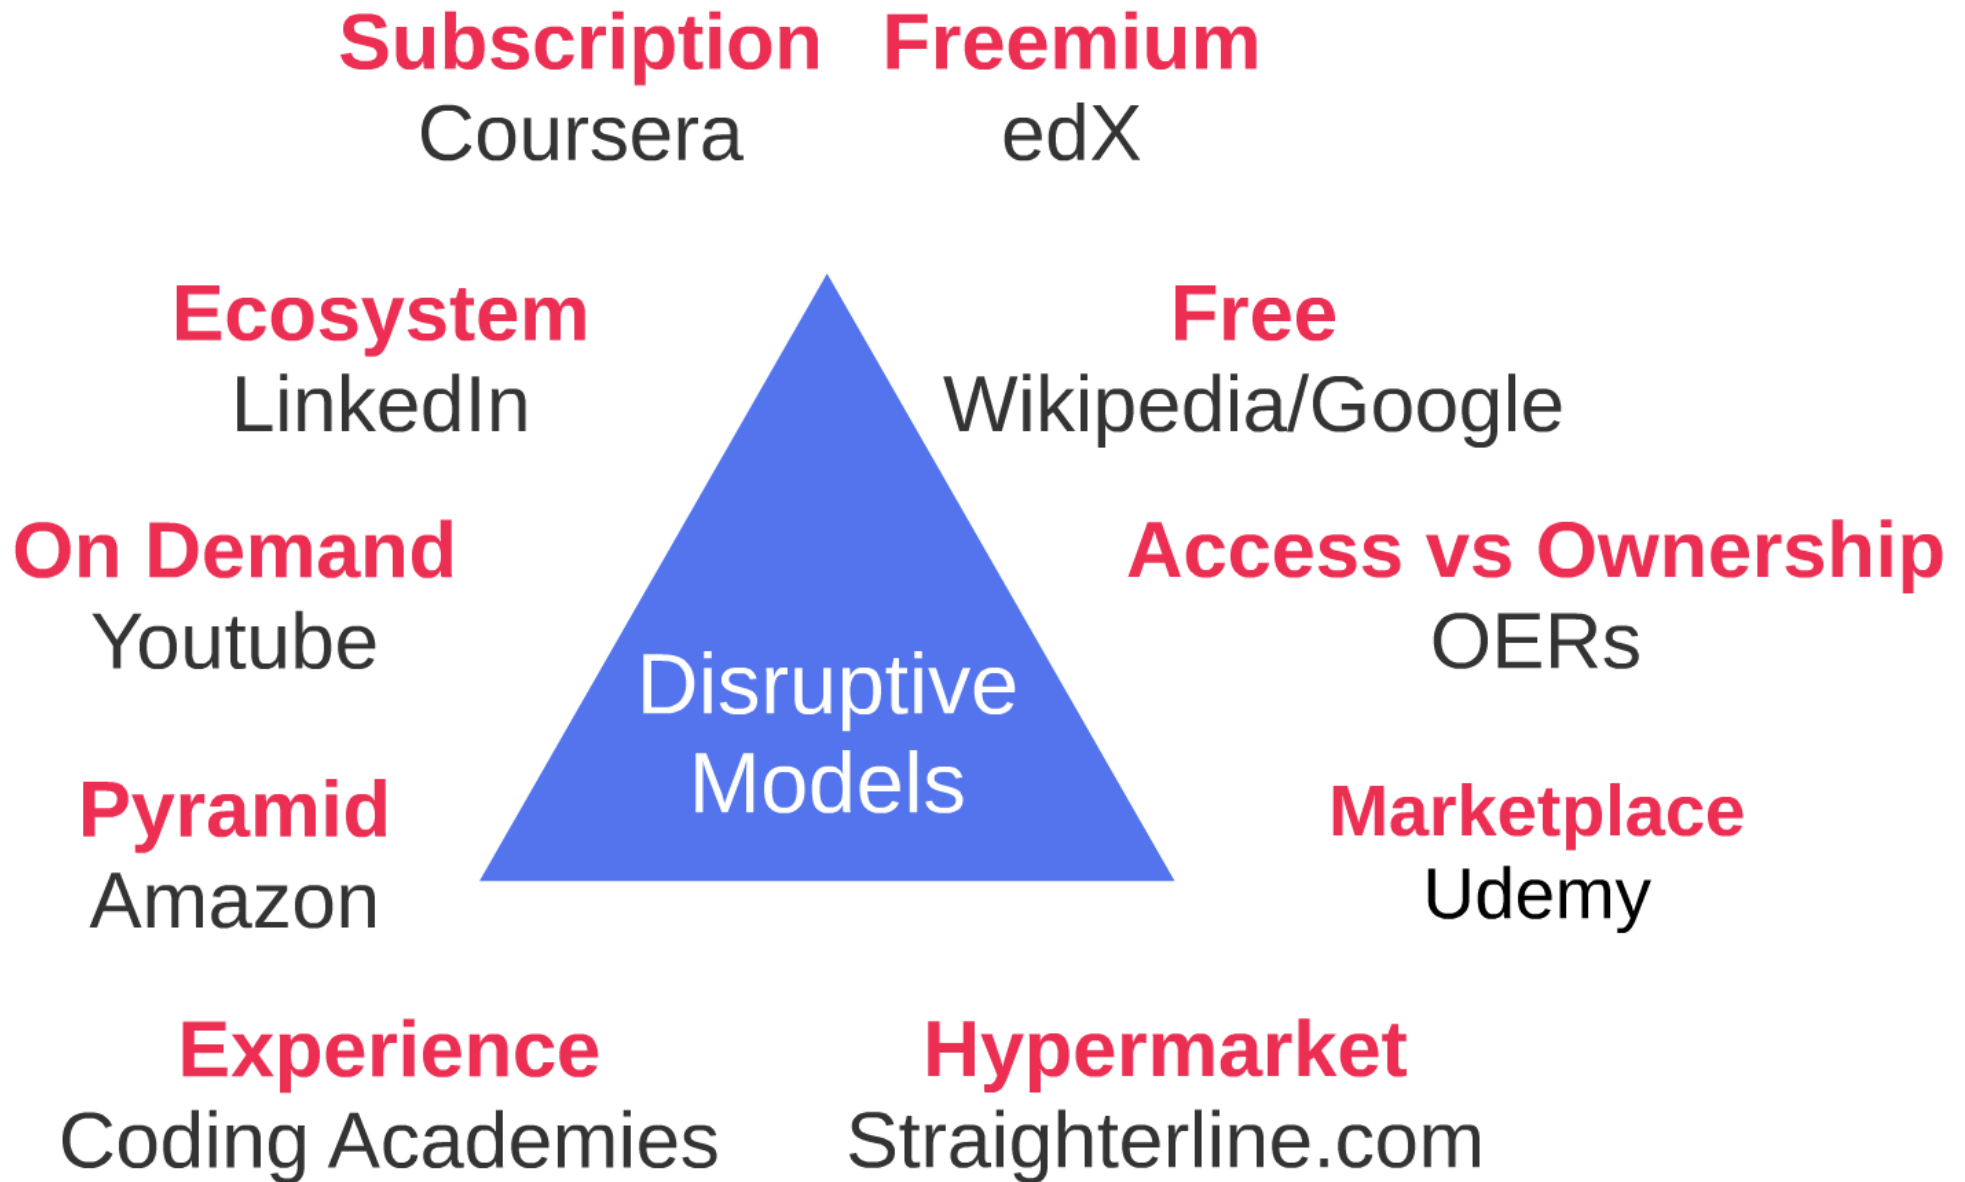 Subscription
Coursera
Freemium
edX
Ecosystem
LinkedIn
Free
Wikipedia/Google
On Demand
Youtube
Access vs Ownership
OERs
Disruptive
Models
Pyramid
Amazon
Marketplace
Udemy
Experience
Coding Academies
Hypermarket
Straighterline.com